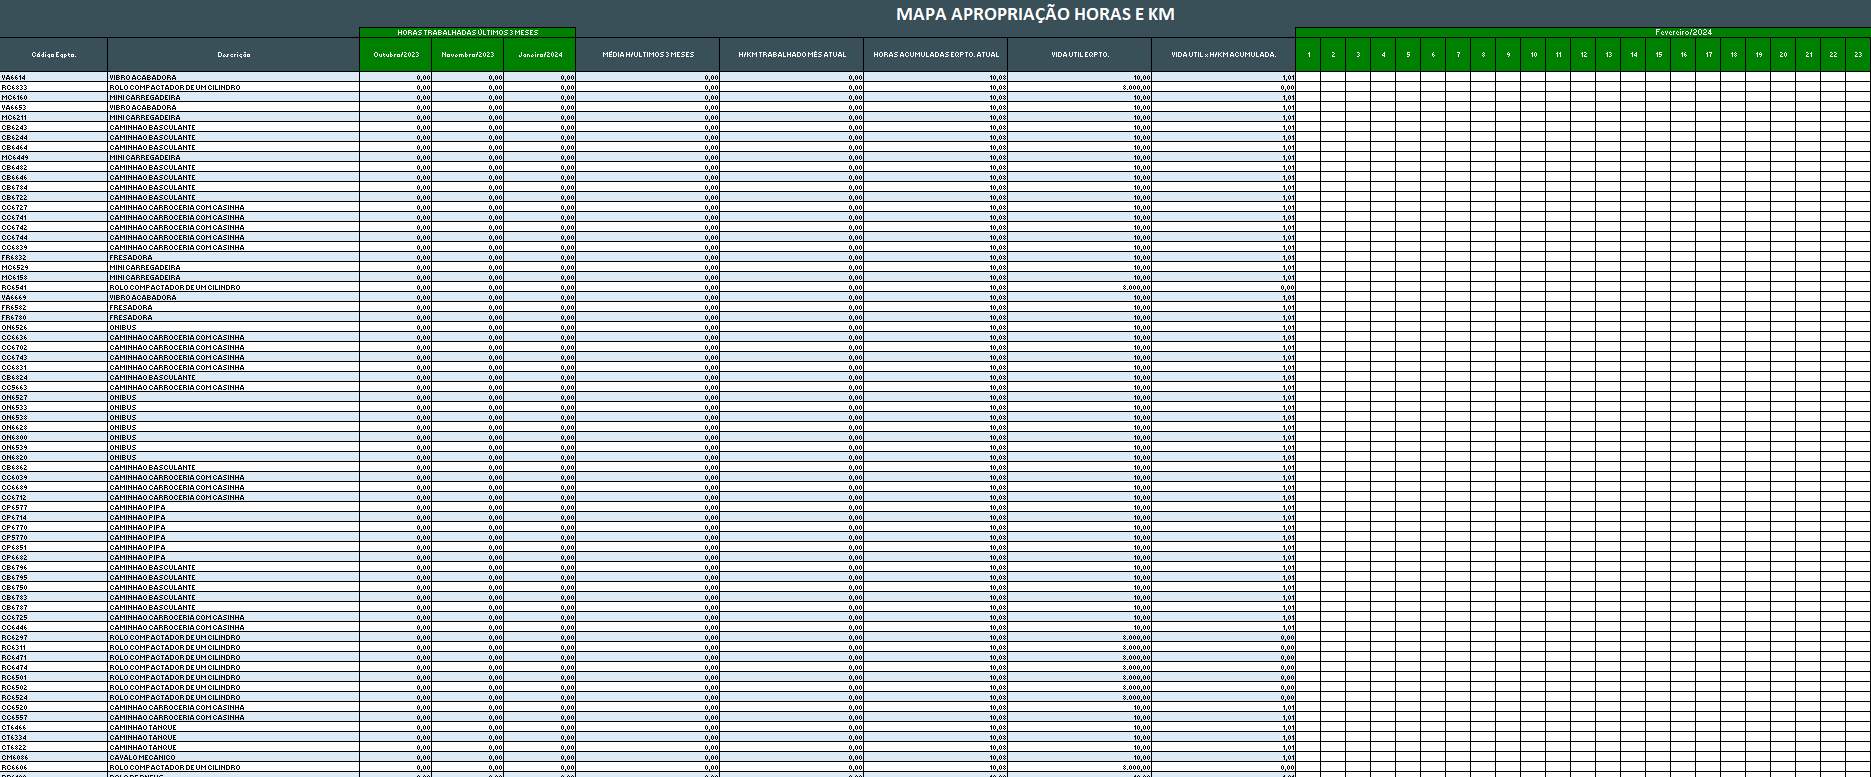 MAPA APROPRIAÇÃO HORAS E KM
HORAS TRABALHADAS ÚLTIMOS 3 MESES
Fevereiro/2024
Código Eqpto. Descrição Outubro/2023 Novembro/2023 Janeiro/2024 MÉDIA H/ULTIMOS 3 MESES H/KM TRABALHADO MÊS ATUAL HORAS ACUMULADAS EQPTO. ATUAL VIDA UTIL EQPTO. VIDA UTIL x H/KM ACUMULADA. 1 2 3 4 5 6 7 8 9 10 11 12 13 14 15 16 17 18 19 20 21 22 23
VA6614 VIBRO ACABADORA 0,00 0,00 0,00 0,00 0,00 10,08 10,00 1,01
RC6833 ROLO COMPACTADOR DE UM CILINDRO 0,00 0,00 0,00 0,00 0,00 10,08 8.000,00 0,00
MC6160 MINI CARREGADEIRA 0,00 0,00 0,00 0,00 0,00 10,08 10,00 1,01
VA6653 VIBRO ACABADORA 0,00 0,00 0,00 0,00 0,00 10,08 10,00 1,01
MC6211 MINI CARREGADEIRA 0,00 0,00 0,00 0,00 0,00 10,08 10,00 1,01
CB6243 CAMINHAO BASCULANTE 0,00 0,00 0,00 0,00 0,00 10,08 10,00 1,01
CB6244 CAMINHAO BASCULANTE 0,00 0,00 0,00 0,00 0,00 10,08 10,00 1,01
CB6464 CAMINHAO BASCULANTE 0,00 0,00 0,00 0,00 0,00 10,08 10,00 1,01
MC6449 MINI CARREGADEIRA 0,00 0,00 0,00 0,00 0,00 10,08 10,00 1,01
CB6482 CAMINHAO BASCULANTE 0,00 0,00 0,00 0,00 0,00 10,08 10,00 1,01
CB6646 CAMINHAO BASCULANTE 0,00 0,00 0,00 0,00 0,00 10,08 10,00 1,01
CB6784 CAMINHAO BASCULANTE 0,00 0,00 0,00 0,00 0,00 10,08 10,00 1,01
CB6722 CAMINHAO BASCULANTE 0,00 0,00 0,00 0,00 0,00 10,08 10,00 1,01
CC6727 CAMINHAO CARROCERIA COM CASINHA 0,00 0,00 0,00 0,00 0,00 10,08 10,00 1,01
CC6741 CAMINHAO CARROCERIA COM CASINHA 0,00 0,00 0,00 0,00 0,00 10,08 10,00 1,01
CC6742 CAMINHAO CARROCERIA COM CASINHA 0,00 0,00 0,00 0,00 0,00 10,08 10,00 1,01
CC6744 CAMINHAO CARROCERIA COM CASINHA 0,00 0,00 0,00 0,00 0,00 10,08 10,00 1,01
CC6839 CAMINHAO CARROCERIA COM CASINHA 0,00 0,00 0,00 0,00 0,00 10,08 10,00 1,01
FR6832 FRESADORA 0,00 0,00 0,00 0,00 0,00 10,08 10,00 1,01
MC6529 MINI CARREGADEIRA 0,00 0,00 0,00 0,00 0,00 10,08 10,00 1,01
MC6158 MINI CARREGADEIRA 0,00 0,00 0,00 0,00 0,00 10,08 10,00 1,01
RC6541 ROLO COMPACTADOR DE UM CILINDRO 0,00 0,00 0,00 0,00 0,00 10,08 8.000,00 0,00
VA6669 VIBRO ACABADORA 0,00 0,00 0,00 0,00 0,00 10,08 10,00 1,01
FR6582 FRESADORA 0,00 0,00 0,00 0,00 0,00 10,08 10,00 1,01
FR6780 FRESADORA 0,00 0,00 0,00 0,00 0,00 10,08 10,00 1,01
ON6526 ONIBUS 0,00 0,00 0,00 0,00 0,00 10,08 10,00 1,01
CC6636 CAMINHAO CARROCERIA COM CASINHA 0,00 0,00 0,00 0,00 0,00 10,08 10,00 1,01
CC6702 CAMINHAO CARROCERIA COM CASINHA 0,00 0,00 0,00 0,00 0,00 10,08 10,00 1,01
CC6743 CAMINHAO CARROCERIA COM CASINHA 0,00 0,00 0,00 0,00 0,00 10,08 10,00 1,01
CC6831 CAMINHAO CARROCERIA COM CASINHA 0,00 0,00 0,00 0,00 0,00 10,08 10,00 1,01
CB6824 CAMINHAO BASCULANTE 0,00 0,00 0,00 0,00 0,00 10,08 10,00 1,01
CC5663 CAMINHAO CARROCERIA COM CASINHA 0,00 0,00 0,00 0,00 0,00 10,08 10,00 1,01
ON6527 ONIBUS 0,00 0,00 0,00 0,00 0,00 10,08 10,00 1,01
ON6533 ONIBUS 0,00 0,00 0,00 0,00 0,00 10,08 10,00 1,01
ON6538 ONIBUS 0,00 0,00 0,00 0,00 0,00 10,08 10,00 1,01
ON6628 ONIBUS 0,00 0,00 0,00 0,00 0,00 10,08 10,00 1,01
ON6800 ONIBUS 0,00 0,00 0,00 0,00 0,00 10,08 10,00 1,01
ON6539 ONIBUS 0,00 0,00 0,00 0,00 0,00 10,08 10,00 1,01
ON6820 ONIBUS 0,00 0,00 0,00 0,00 0,00 10,08 10,00 1,01
CB6862 CAMINHAO BASCULANTE 0,00 0,00 0,00 0,00 0,00 10,08 10,00 1,01
CC6039 CAMINHAO CARROCERIA COM CASINHA 0,00 0,00 0,00 0,00 0,00 10,08 10,00 1,01
CC6689 CAMINHAO CARROCERIA COM CASINHA 0,00 0,00 0,00 0,00 0,00 10,08 10,00 1,01
CC6712 CAMINHAO CARROCERIA COM CASINHA 0,00 0,00 0,00 0,00 0,00 10,08 10,00 1,01
CP6577 CAMINHAO PIPA 0,00 0,00 0,00 0,00 0,00 10,08 10,00 1,01
CP6714 CAMINHAO PIPA 0,00 0,00 0,00 0,00 0,00 10,08 10,00 1,01
CP6770 CAMINHAO PIPA 0,00 0,00 0,00 0,00 0,00 10,08 10,00 1,01
CP5770 CAMINHAO PIPA 0,00 0,00 0,00 0,00 0,00 10,08 10,00 1,01
CP6851 CAMINHAO PIPA 0,00 0,00 0,00 0,00 0,00 10,08 10,00 1,01
CP6682 CAMINHAO PIPA 0,00 0,00 0,00 0,00 0,00 10,08 10,00 1,01
CB6796 CAMINHAO BASCULANTE 0,00 0,00 0,00 0,00 0,00 10,08 10,00 1,01
CB6795 CAMINHAO BASCULANTE 0,00 0,00 0,00 0,00 0,00 10,08 10,00 1,01
CB6750 CAMINHAO BASCULANTE 0,00 0,00 0,00 0,00 0,00 10,08 10,00 1,01
CB6783 CAMINHAO BASCULANTE 0,00 0,00 0,00 0,00 0,00 10,08 10,00 1,01
CB6787 CAMINHAO BASCULANTE 0,00 0,00 0,00 0,00 0,00 10,08 10,00 1,01
CC6725 CAMINHAO CARROCERIA COM CASINHA 0,00 0,00 0,00 0,00 0,00 10,08 10,00 1,01
CC6446 CAMINHAO CARROCERIA COM CASINHA 0,00 0,00 0,00 0,00 0,00 10,08 10,00 1,01
RC6297 ROLO COMPACTADOR DE UM CILINDRO 0,00 0,00 0,00 0,00 0,00 10,08 8.000,00 0,00
RC6311 ROLO COMPACTADOR DE UM CILINDRO 0,00 0,00 0,00 0,00 0,00 10,08 8.000,00 0,00
RC6471 ROLO COMPACTADOR DE UM CILINDRO 0,00 0,00 0,00 0,00 0,00 10,08 8.000,00 0,00
RC6474 ROLO COMPACTADOR DE UM CILINDRO 0,00 0,00 0,00 0,00 0,00 10,08 8.000,00 0,00
RC6501 ROLO COMPACTADOR DE UM CILINDRO 0,00 0,00 0,00 0,00 0,00 10,08 8.000,00 0,00
RC6502 ROLO COMPACTADOR DE UM CILINDRO 0,00 0,00 0,00 0,00 0,00 10,08 8.000,00 0,00
RC6524 ROLO COMPACTADOR DE UM CILINDRO 0,00 0,00 0,00 0,00 0,00 10,08 8.000,00 0,00
CC6520 CAMINHAO CARROCERIA COM CASINHA 0,00 0,00 0,00 0,00 0,00 10,08 10,00 1,01
CC6557 CAMINHAO CARROCERIA COM CASINHA 0,00 0,00 0,00 0,00 0,00 10,08 10,00 1,01
CT6466 CAMINHAO TANQUE 0,00 0,00 0,00 0,00 0,00 10,08 10,00 1,01
CT6334 CAMINHAO TANQUE 0,00 0,00 0,00 0,00 0,00 10,08 10,00 1,01
CT6822 CAMINHAO TANQUE 0,00 0,00 0,00 0,00 0,00 10,08 10,00 1,01
CM6086 CAVALO MECANICO 0,00 0,00 0,00 0,00 0,00 10,08 10,00 1,01
RC6606 ROLO COMPACTADOR DE UM CILINDRO 0,00 0,00 0,00 0,00 0,00 10,08 8.000,00 0,00